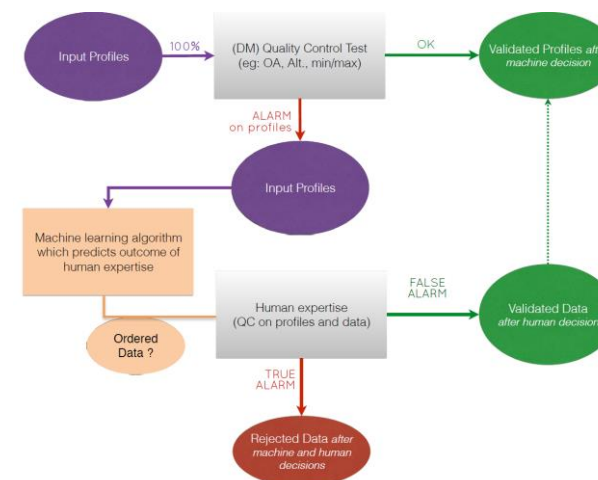 Input Profiles
100%
(DM) Quality Control Test
(eg: OA, Alt., min/max)
OK
Validated Profiles after
machine decision
ALARM
on profiles
Input Profiles
Machine learning algorithm
which predicts outcome of
human expertise
Ordered
Data ?
Human expertise
(QC on profiles and data)
FALSE
ALARM
Validated Data
after human decision
TRUE
ALARM
Rejected Data after
machine and human
decisions